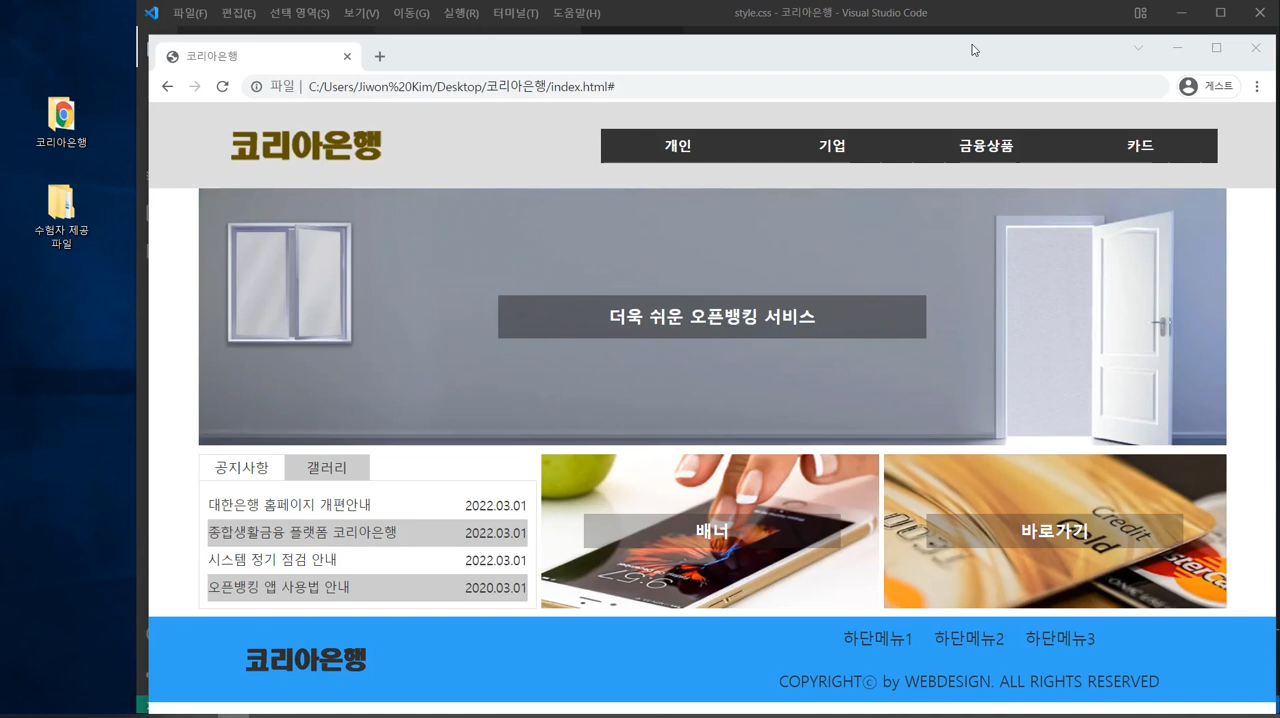 파일(F) 편집(E) 선택 영역(S) 보기(V) 이동(G) 실행(R) 터미널(T) 도움말(H) style.css - 코리아은행 - Visual Studio Code
코리아은행
파일 | C:/Users/Jiwon%20Kim/Desktop/코리아은행/index.html# 게스트
코리아은행
수험자 제공
파일
코리아은행 개인 기업 금융상품 카드
더욱 쉬운 오픈뱅킹 서비스
공지사항 갤러리
대한은행 홈페이지 개편안내 2022.03.01
종합생활금융 플랫폼 코리아은행 2022.03.01
시스템 정기 점검 안내 2022.03.01
오픈뱅킹 앱 사용법 안내 2020.03.01
배너
바로가기
Credit
Gold
코리아은행
하단메뉴1 하단메뉴2 하단메뉴3
COPYRIGHTⓒ by WEBDESIGN. ALL RIGHTS RESERVED